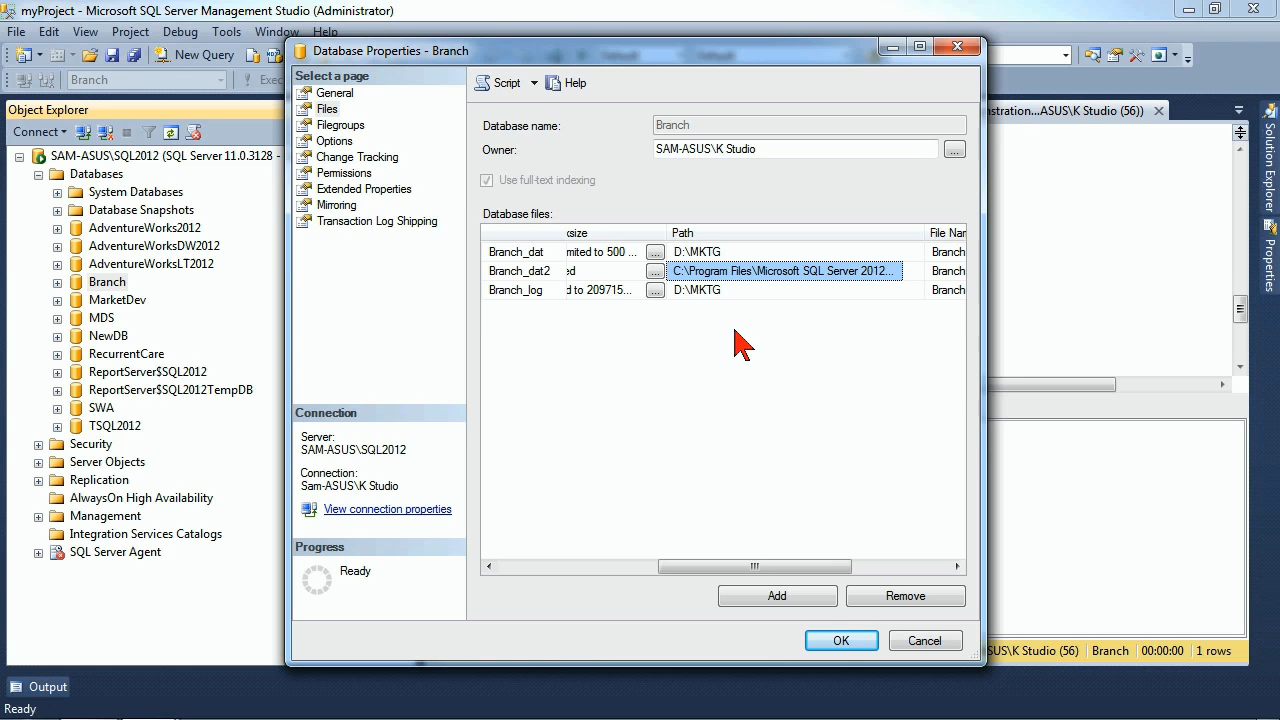 myProject - Microsoft SQL Server Management Studio (Administrator)
File Edit View Project Debug Tools Window Help
New Query
Branch
Exec
Object Explorer
Connect
SAM-ASUS\SQL2012 (SQL Server 11.0.3128 -
Databases
System Databases
Database Snapshots
AdventureWorks2012
AdventureWorksDW2012
AdventureWorksLT2012
Branch
MarketDev
MDS
NewDB
RecurrentCare
ReportServer$SQL2012
ReportServer$SQL2012TempDB
SWA
TSQL2012
Security
Server Objects
Replication
AlwaysOn High Availability
Management
Integration Services Catalogs
SQL Server Agent
Database Properties - Branch
Select a page
General
Files
Filegroups
Options
Change Tracking
Permissions
Extended Properties
Mirroring
Transaction Log Shipping
Connection
Server:
SAM-ASUS\SQL2012
Connection:
Sam-ASUS\K Studio
View connection properties
Progress
Ready
Script Help
Database name: Branch
Owner: SAM-ASUS\K Studio ...
Use full-text indexing
Database files:
xsize Path File Nar
Branch_dat mited to 500 ... ... D:\MKTG Branch
Branch_dat2 ed ... C:\Program Files\Microsoft SQL Server 2012... Branch
Branch_log d to 209715... ... D:\MKTG Branch
Add Remove
OK Cancel
istration...ASUS\K Studio (56))
Solution Explorer
Properties
SUS\K Studio (56) Branch 00:00:00 1 rows
Output
Ready